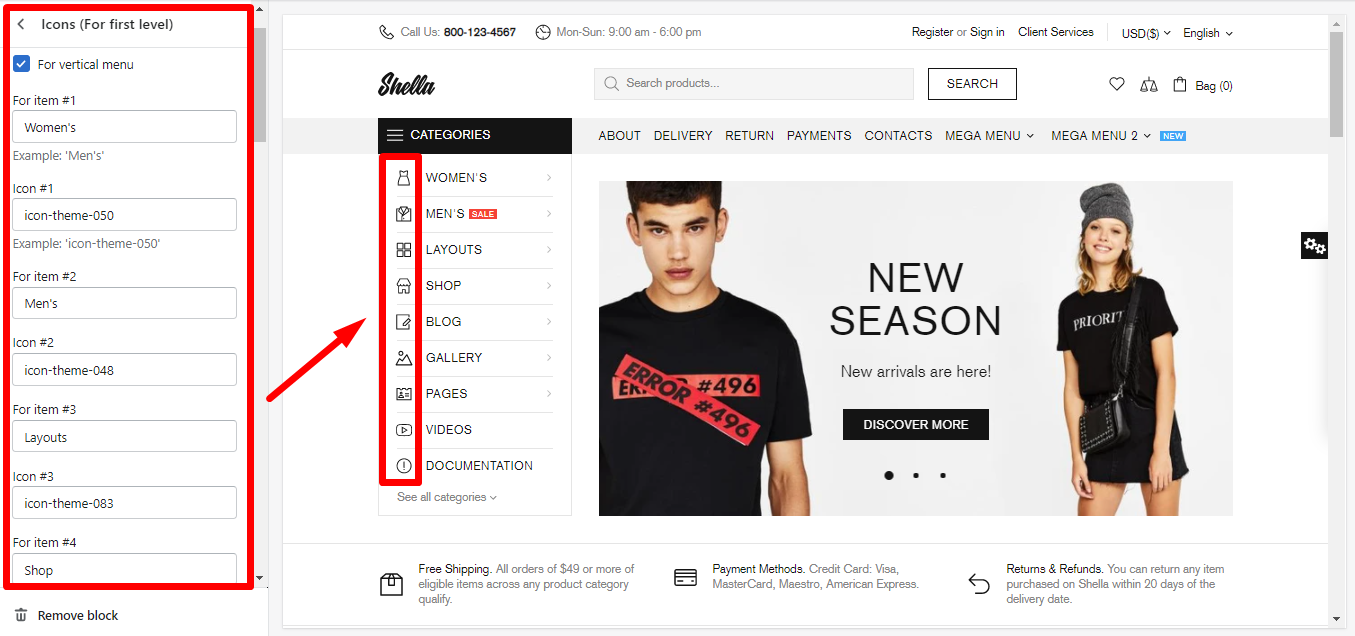 Icons (For first level)
For vertical menu
For item #1
Women's
Example: 'Men's'
Icon #1
icon-theme-050
Example: 'icon-theme-050'
For item #2
Men's
Icon #2
icon-theme-048
For item #3
Layouts
Icon #3
icon-theme-083
For item #4
Shop
Remove block
Call Us: 800-123-4567
Mon-Sun: 9:00 am - 6:00 pm
Register or Sign in
Client Services
USD($)
English
Shella
Search products...
SEARCH
Bag (0)
CATEGORIES
ABOUT DELIVERY RETURN PAYMENTS CONTACTS MEGA MENU MEGA MENU 2 NEW
WOMEN'S
MEN'S SALE
LAYOUTS
SHOP
BLOG
GALLERY
PAGES
VIDEOS
DOCUMENTATION
See all categories
ERROR #496
ERROR #496
PRIORIT
NEW
SEASON
New arrivals are here!
DISCOVER MORE
Free Shipping. All orders of $49 or more of
eligible items across any product category
qualify.
Payment Methods. Credit Card: Visa,
MasterCard, Maestro, American Express.
Returns & Refunds. You can return any item
purchased on Shella within 20 days of the
delivery date.